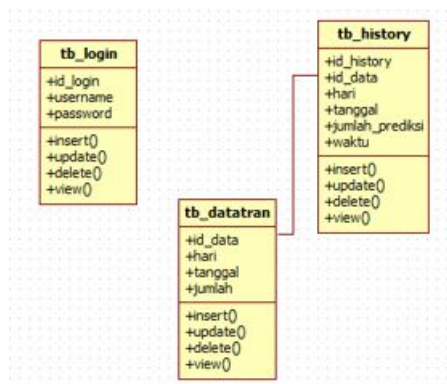 tb_login
+id_login
+username
+password
+insert()
+update()
+delete()
+view()
tb_history
+id_history
+id_data
+hari
+tanggal
+jumlah_prediksi
+waktu
+insert()
+update()
+delete()
+view()
tb_datatran
+id_data
+hari
+tanggal
+jumlah
+insert()
+update()
+delete()
+view()